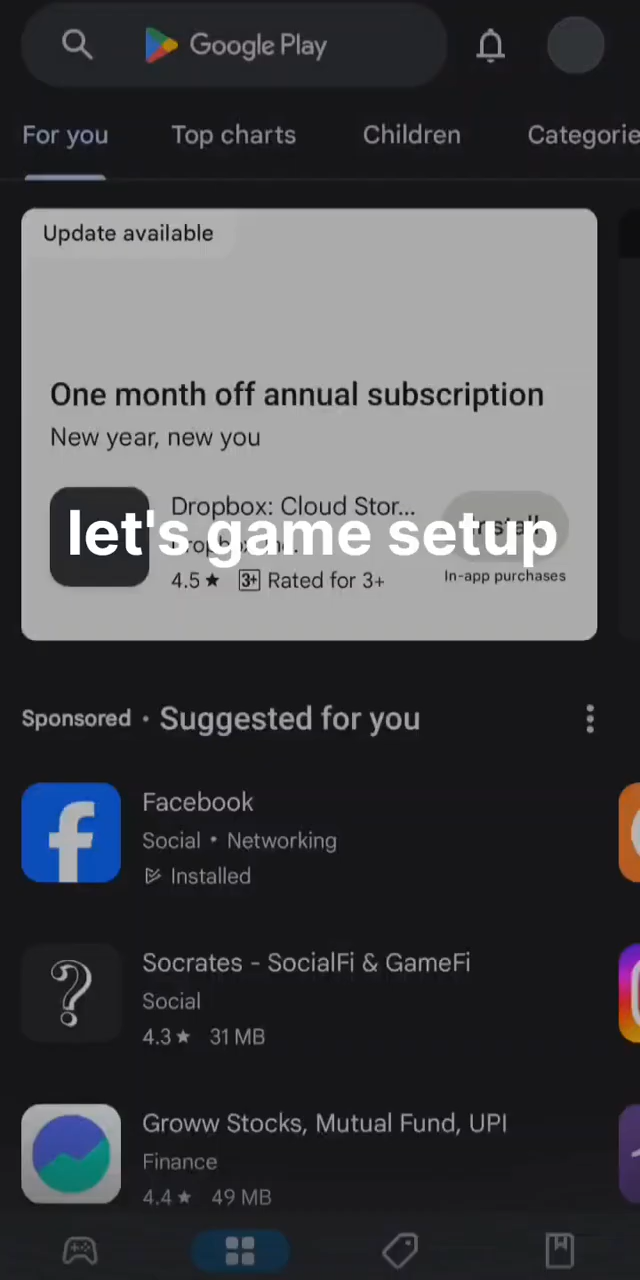 Google Play
For you Top charts Children Categorie
Update available
One month off annual subscription
New year, new you
Dropbox: Cloud Stor...
let's game setup
4.5 ★ 3+ Rated for 3+
In-app purchases
Sponsored • Suggested for you
Facebook
Social • Networking
Installed
Socrates - SocialFi & GameFi
Social
4.3 ★ 31 MB
Groww Stocks, Mutual Fund, UPI
Finance
4.4 ★ 49 MB